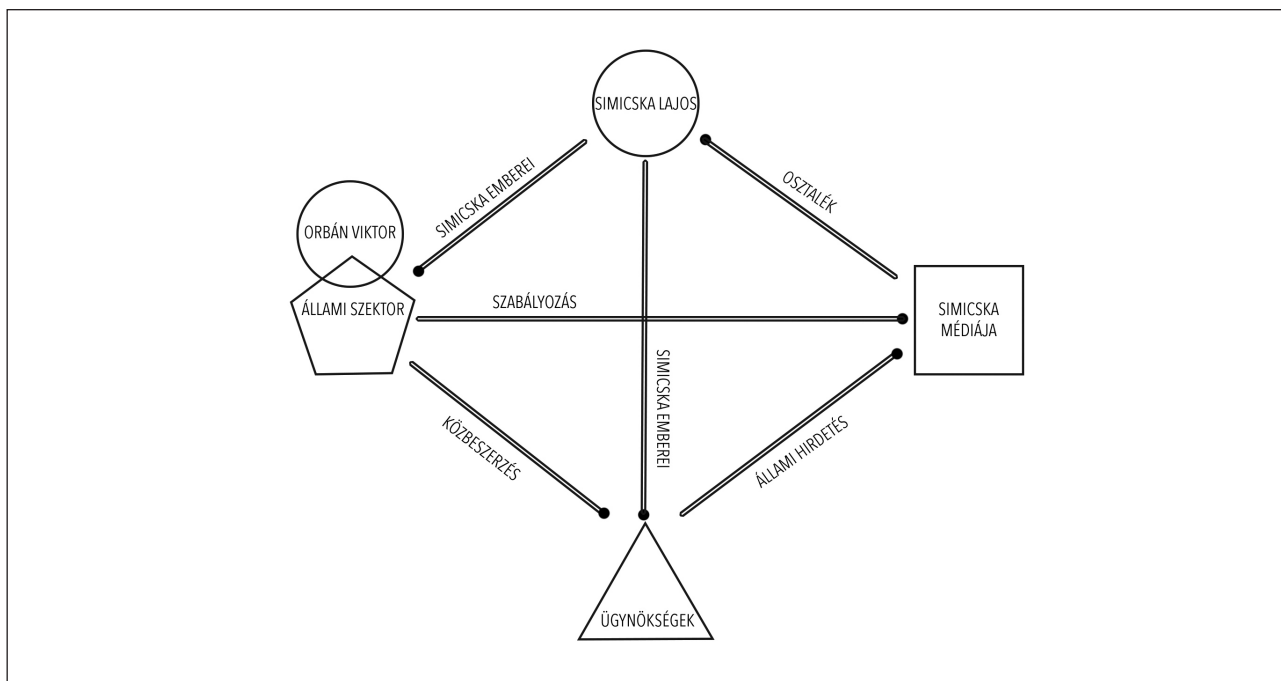 SIMICSKA LAJOS
SIMICSKA EMBEREI
OSZTALÉK
ORBÁN VIKTOR
ÁLLAMI SZEKTOR
SZABÁLYOZÁS
SIMICSKA
MÉDIÁJA
SIMICSKA EMBEREI
KÖZBESZERZÉS
ÁLLAMI HIRDETÉS
ÜGYNÖKSÉGEK